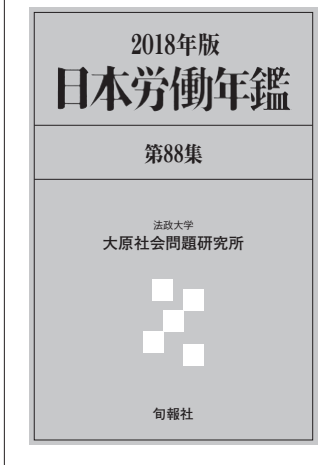 2018年版
日本労働年鑑
第88集
法政大学
大原社会問題研究所
旬報社